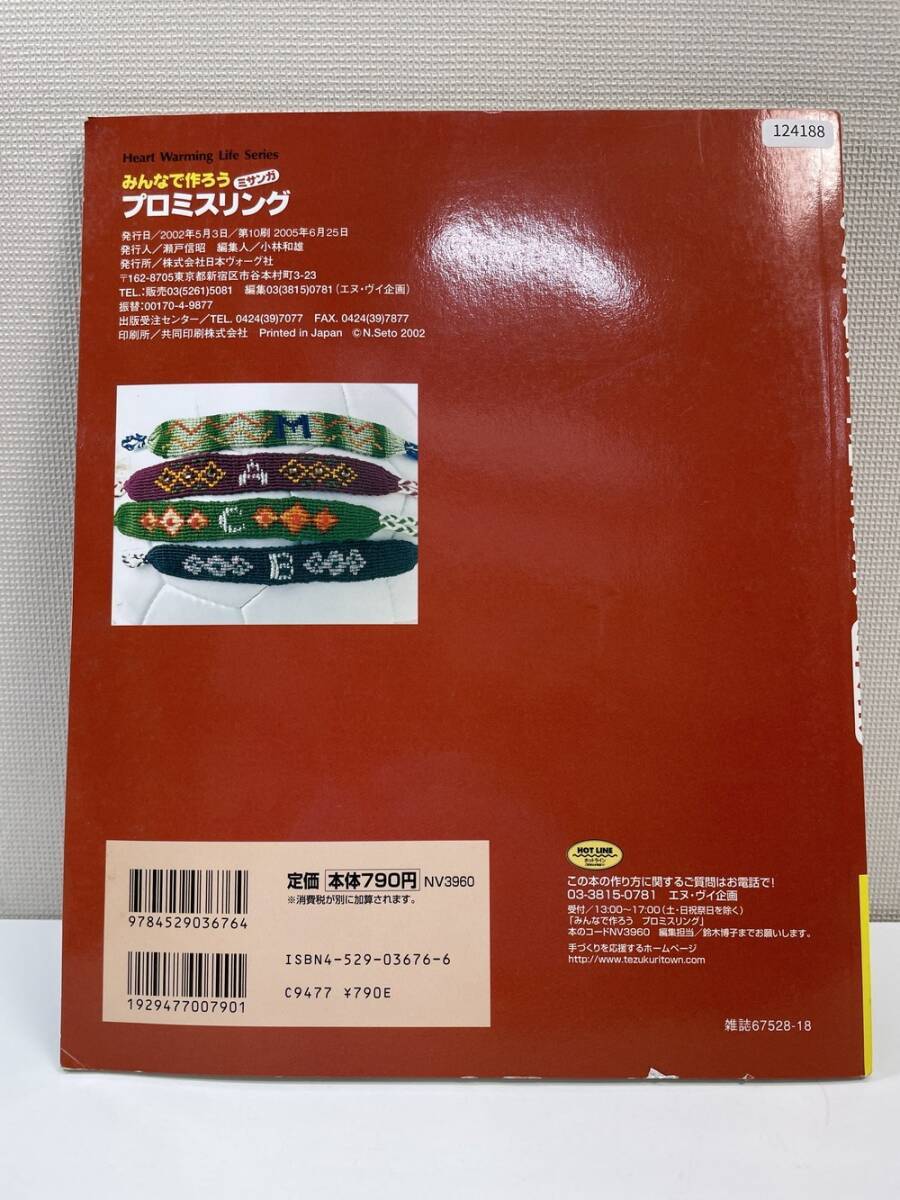 124188
Heart Warming Life Series
みんなで作ろう ミサンガ
プロミスリング
発行日／2002年5月3日／第10刷 2005年6月25日
発行人／瀬戸信昭　編集人／小林和雄
発行所／株式会社日本ヴォーグ社
〒162-8705東京都新宿区市谷本村町3-23
TEL.：販売03(5261)5081　編集03(3815)0781（エヌ・ヴィ企画）
振替：00170-4-9877
出版受注センター／TEL. 0424(39)7077　FAX. 0424(39)7877
印刷所／共同印刷株式会社　Printed in Japan　©N.Seto 2002
M
A
C
B
9784529036764
1929477007901
定価 本体790円 NV3960
※消費税が別に加算されます。
ISBN4-529-03676-6
C9477 ¥790E
HOT LINE
ホットライン
この本の作り方に関するご質問はお電話で！
03-3815-0781　エヌ・ヴィ企画
受付／13:00〜17:00（土・日祝祭日を除く）
「みんなで作ろう　プロミスリング」
本のコードNV3960　編集担当／鈴木博子までお願いします。
手づくりを応援するホームページ
http://www.tezukuritown.com
雑誌67528-18